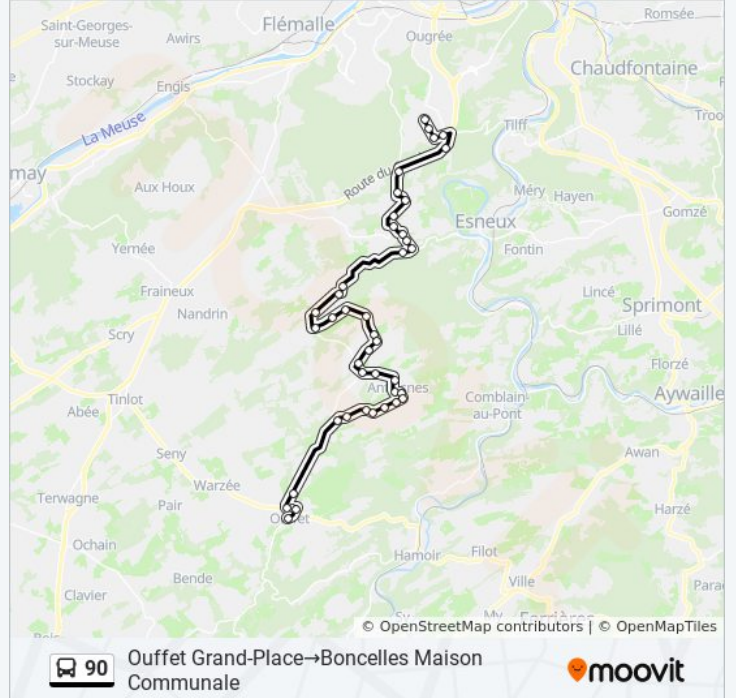 Romsée
Saint-Georges-
sur-Meuse
Flémalle
Awirs
Ougrée
Chaudfontaine
Stockay
Engis
La Meuse
Tilff
Route du
Aux Houx
Méry
Hayen
Gomzé
Esneux
Yernée
Fontin
Fraineux
Lincé
Nandrin
Sprimont
Lillé
Scry
Florzé
Tinlot
Comblain
au-Pont
Aywaille
Abée
Seny
Awan
Warzée
Terwagne
Pair
Harzé
Ochain
Hamoir
Filot
Bende
Ville
Clavier
My
© OpenStreetMap contributors | © OpenMapTiles
90
Ouffet Grand-Place→Boncelles Maison
Communale
moovit